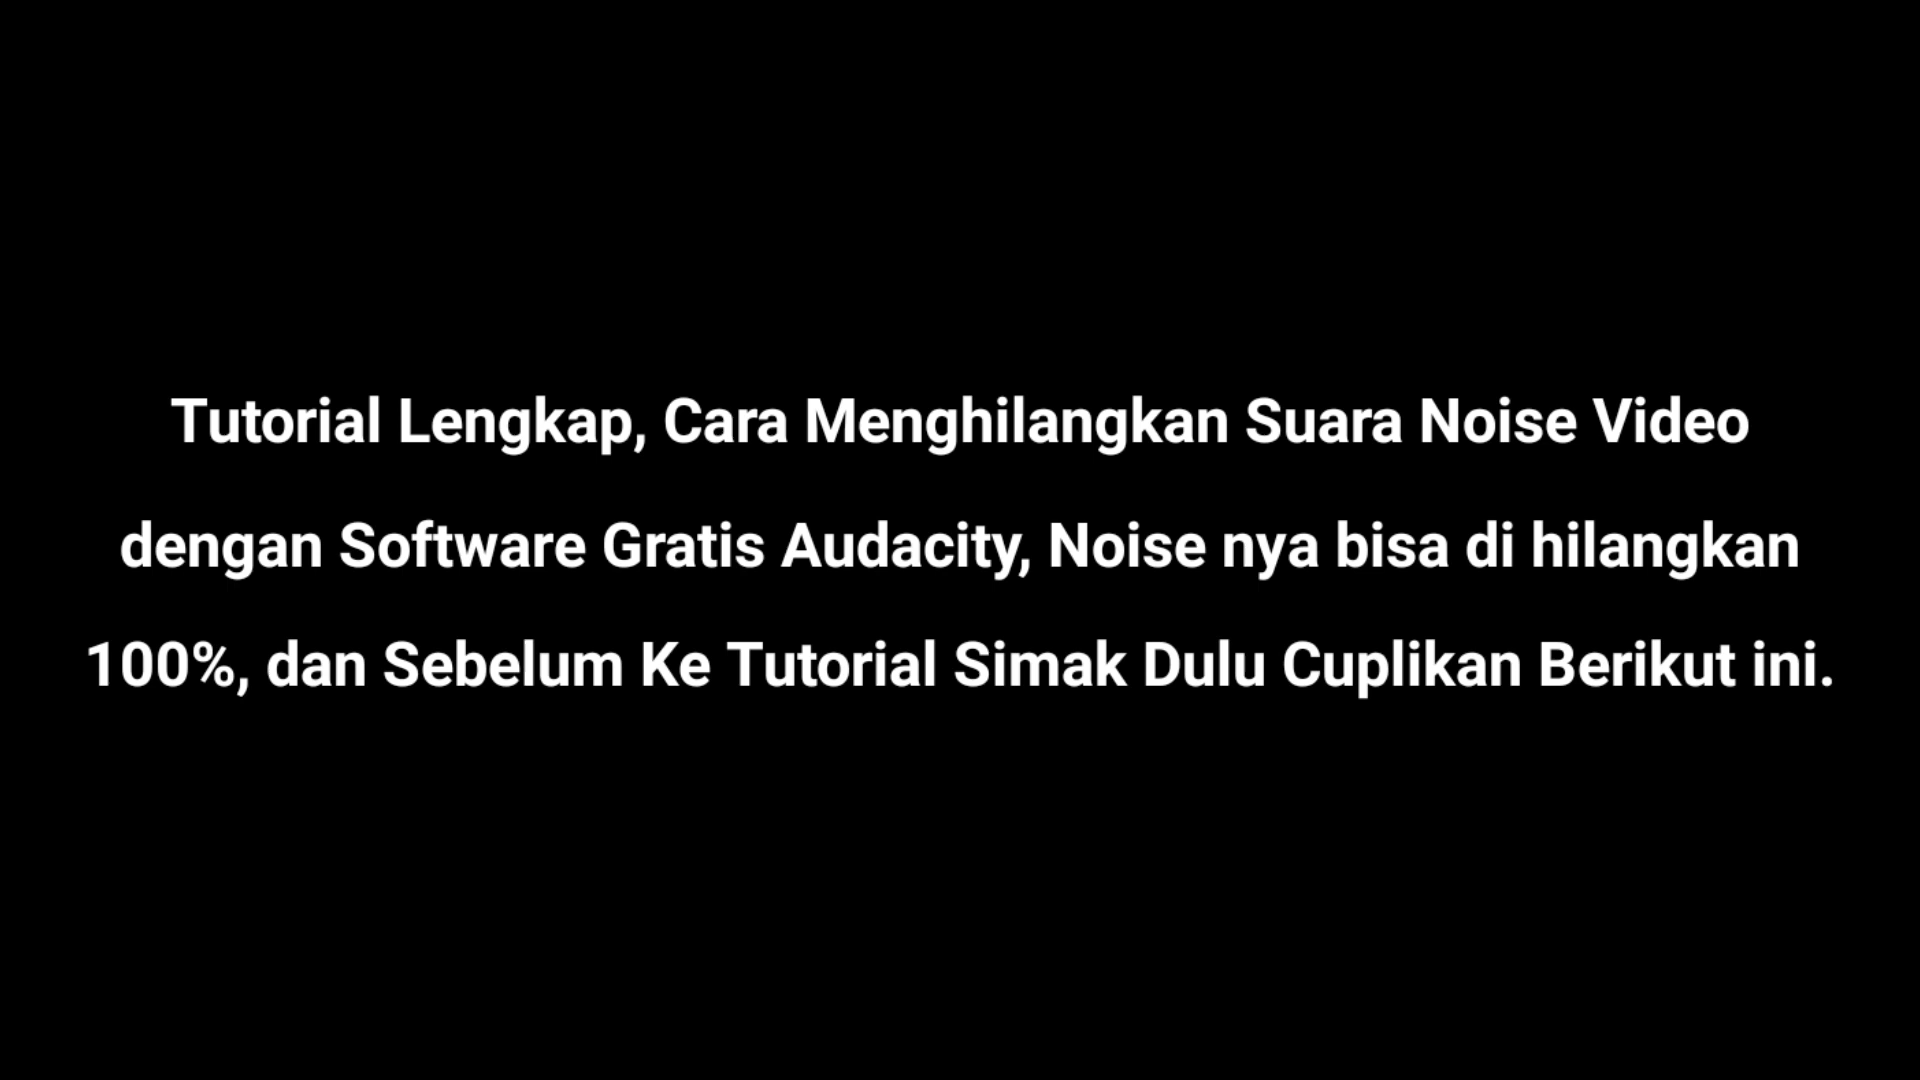 Tutorial Lengkap, Cara Menghilangkan Suara Noise Video
dengan Software Gratis Audacity, Noise nya bisa di hilangkan
100%, dan Sebelum Ke Tutorial Simak Dulu Cuplikan Berikut ini.